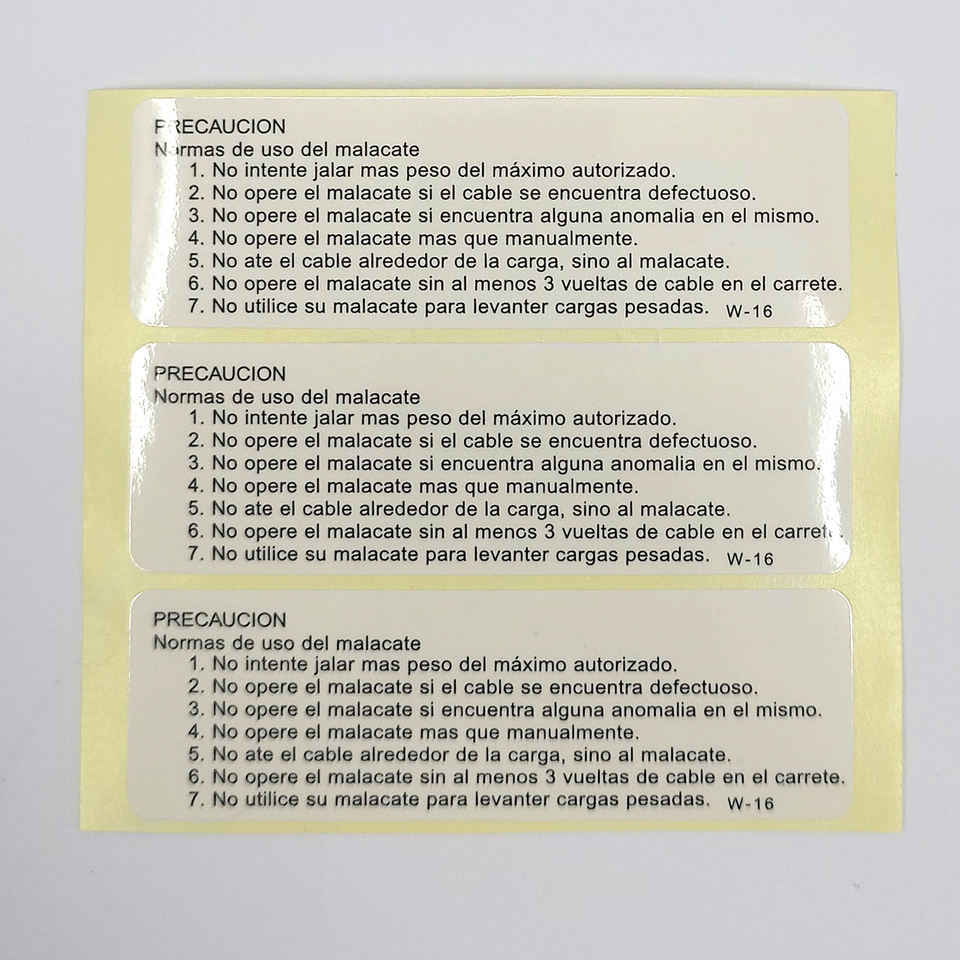 PRECAUCION
Normas de uso del malacate
1. No intente jalar mas peso del máximo autorizado.
2. No opere el malacate si el cable se encuentra defectuoso.
3. No opere el malacate si encuentra alguna anomalia en el mismo.
4. No opere el malacate mas que manualmente.
5. No ate el cable alrededor de la carga, sino al malacate.
6. No opere el malacate sin al menos 3 vueltas de cable en el carrete.
7. No utilice su malacate para levanter cargas pesadas. W-16
PRECAUCION
Normas de uso del malacate
1. No intente jalar mas peso del máximo autorizado.
2. No opere el malacate si el cable se encuentra defectuoso.
3. No opere el malacate si encuentra alguna anomalia en el mismo.
4. No opere el malacate mas que manualmente.
5. No ate el cable alrededor de la carga, sino al malacate.
6. No opere el malacate sin al menos 3 vueltas de cable en el carrete.
7. No utilice su malacate para levanter cargas pesadas. W-16
PRECAUCION
Normas de uso del malacate
1. No intente jalar mas peso del máximo autorizado.
2. No opere el malacate si el cable se encuentra defectuoso.
3. No opere el malacate si encuentra alguna anomalia en el mismo.
4. No opere el malacate mas que manualmente.
5. No ate el cable alrededor de la carga, sino al malacate.
6. No opere el malacate sin al menos 3 vueltas de cable en el carrete.
7. No utilice su malacate para levanter cargas pesadas. W-16